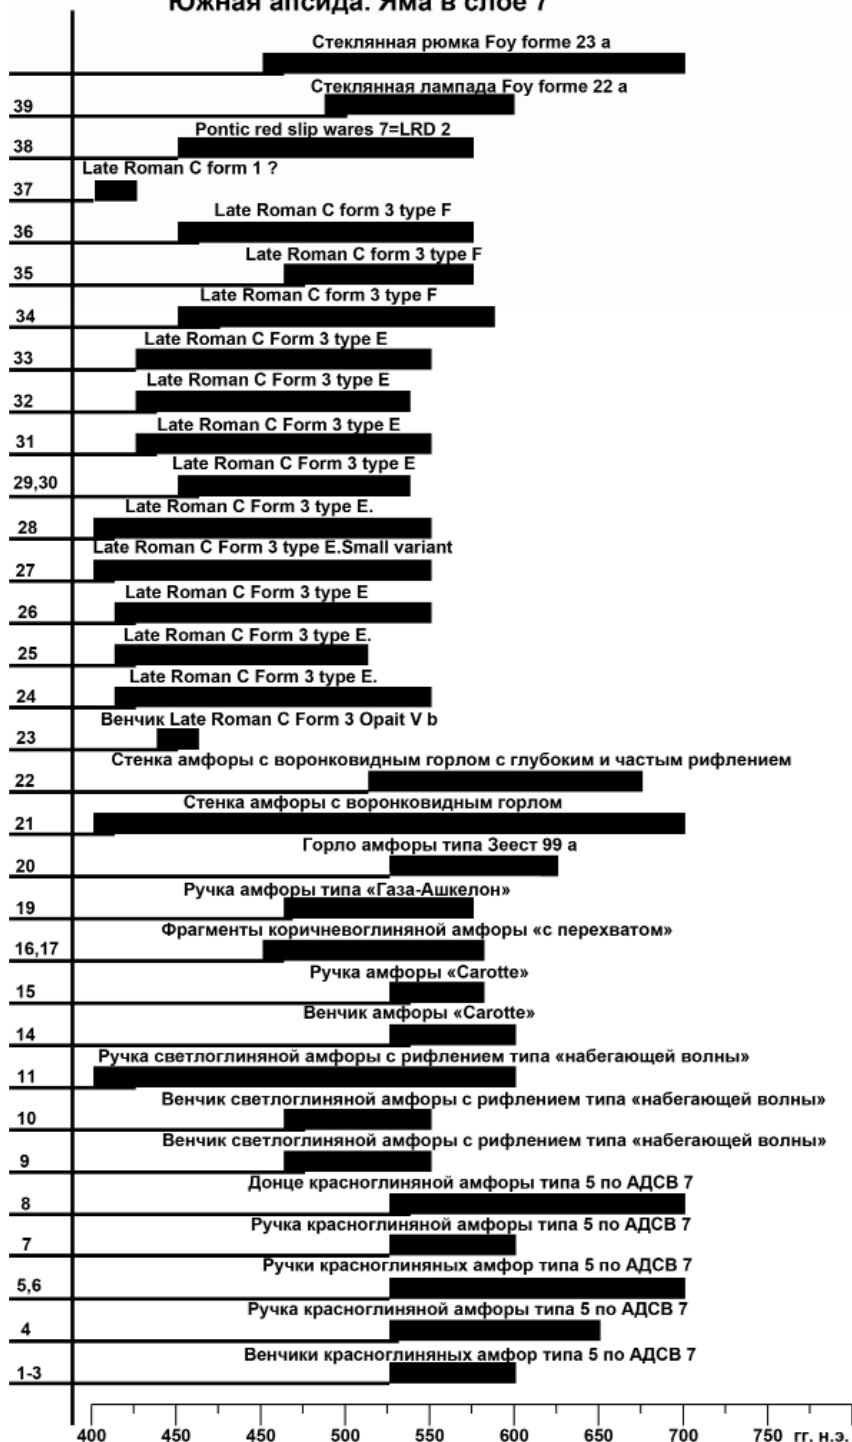 Южная апсида. Яма в слое 7
Стеклянная рюмка Foy forme 23 a
Стеклянная лампада Foy forme 22 a
39
Pontic red slip wares 7=LRD 2
38
Late Roman C form 1 ?
37
Late Roman C form 3 type F
36
Late Roman C form 3 type F
35
Late Roman C form 3 type F
34
Late Roman C Form 3 type E
33
Late Roman C Form 3 type E
32
Late Roman C Form 3 type E
31
Late Roman C Form 3 type E
29,30
Late Roman C Form 3 type E.
28
Late Roman C Form 3 type E.Small variant
27
Late Roman C Form 3 type E
26
Late Roman C Form 3 type E.
25
Late Roman C Form 3 type E.
24
Венчик Late Roman C Form 3 Opait V b
23
Стенка амфоры с воронковидным горлом с глубоким и частым рифлением
22
Стенка амфоры с воронковидным горлом
21
Горло амфоры типа Зеест 99 а
20
Ручка амфоры типа «Газа-Ашкелон»
19
Фрагменты коричневоглиняной амфоры «с перехватом»
16,17
Ручка амфоры «Carotte»
15
Венчик амфоры «Carotte»
14
Ручка светлоглиняной амфоры с рифлением типа «набегающей волны»
11
Венчик светлоглиняной амфоры с рифлением типа «набегающей волны»
10
Венчик светлоглиняной амфоры с рифлением типа «набегающей волны»
9
Донце красноглиняной амфоры типа 5 по АДСВ 7
8
Ручка красноглиняной амфоры типа 5 по АДСВ 7
7
Ручки красноглиняных амфор типа 5 по АДСВ 7
5,6
Ручка красноглиняной амфоры типа 5 по АДСВ 7
4
Венчики красноглиняных амфор типа 5 по АДСВ 7
1-3
400 450 450 500 550 600 650 700 750 гг. н.э.